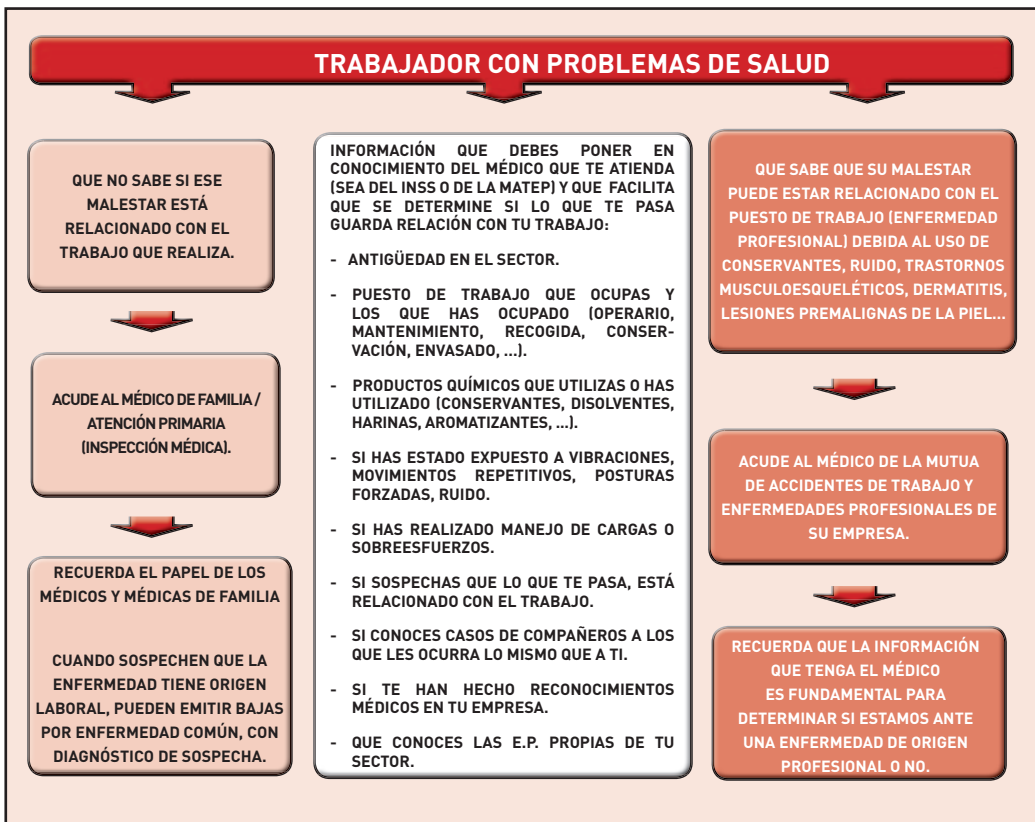 TRABAJADOR CON PROBLEMAS DE SALUD
QUE NO SABE SI ESE
MALESTAR ESTÁ
RELACIONADO CON EL
TRABAJO QUE REALIZA.
ACUDE AL MÉDICO DE FAMILIA /
ATENCIÓN PRIMARIA
(INSPECCIÓN MÉDICA).
RECUERDA EL PAPEL DE LOS
MÉDICOS Y MÉDICAS DE FAMILIA
CUANDO SOSPECHEN QUE LA
ENFERMEDAD TIENE ORIGEN
LABORAL, PUEDEN EMITIR BAJAS
POR ENFERMEDAD COMÚN, CON
DIAGNÓSTICO DE SOSPECHA.
INFORMACIÓN QUE DEBES PONER EN
CONOCIMIENTO DEL MÉDICO QUE TE ATIENDA
(SEA DEL INSS O DE LA MATEP) Y QUE FACILITA
QUE SE DETERMINE SI LO QUE TE PASA
GUARDA RELACIÓN CON TU TRABAJO:
- ANTIGÜEDAD EN EL SECTOR.
- PUESTO DE TRABAJO QUE OCUPAS Y
LOS QUE HAS OCUPADO (OPERARIO,
MANTENIMIENTO, RECOGIDA, CONSER-
VACIÓN, ENVASADO, ...).
- PRODUCTOS QUÍMICOS QUE UTILIZAS O HAS
UTILIZADO (CONSERVANTES, DISOLVENTES,
HARINAS, AROMATIZANTES, ...).
- SI HAS ESTADO EXPUESTO A VIBRACIONES,
MOVIMIENTOS REPETITIVOS, POSTURAS
FORZADAS, RUIDO.
- SI HAS REALIZADO MANEJO DE CARGAS O
SOBREESFUERZOS.
- SI SOSPECHAS QUE LO QUE TE PASA, ESTÁ
RELACIONADO CON EL TRABAJO.
- SI CONOCES CASOS DE COMPAÑEROS A LOS
QUE LES OCURRA LO MISMO QUE A TI.
- SI TE HAN HECHO RECONOCIMIENTOS
MÉDICOS EN TU EMPRESA.
- QUE CONOCES LAS E.P. PROPIAS DE TU
SECTOR.
QUE SABE QUE SU MALESTAR
PUEDE ESTAR RELACIONADO CON EL
PUESTO DE TRABAJO (ENFERMEDAD
PROFESIONAL) DEBIDA AL USO DE
CONSERVANTES, RUIDO, TRASTORNOS
MUSCULOESQUELÉTICOS, DERMATITIS,
LESIONES PREMALIGNAS DE LA PIEL...
ACUDE AL MÉDICO DE LA MUTUA
DE ACCIDENTES DE TRABAJO Y
ENFERMEDADES PROFESIONALES DE
SU EMPRESA.
RECUERDA QUE LA INFORMACIÓN
QUE TENGA EL MÉDICO
ES FUNDAMENTAL PARA
DETERMINAR SI ESTAMOS ANTE
UNA ENFERMEDAD DE ORIGEN
PROFESIONAL O NO.